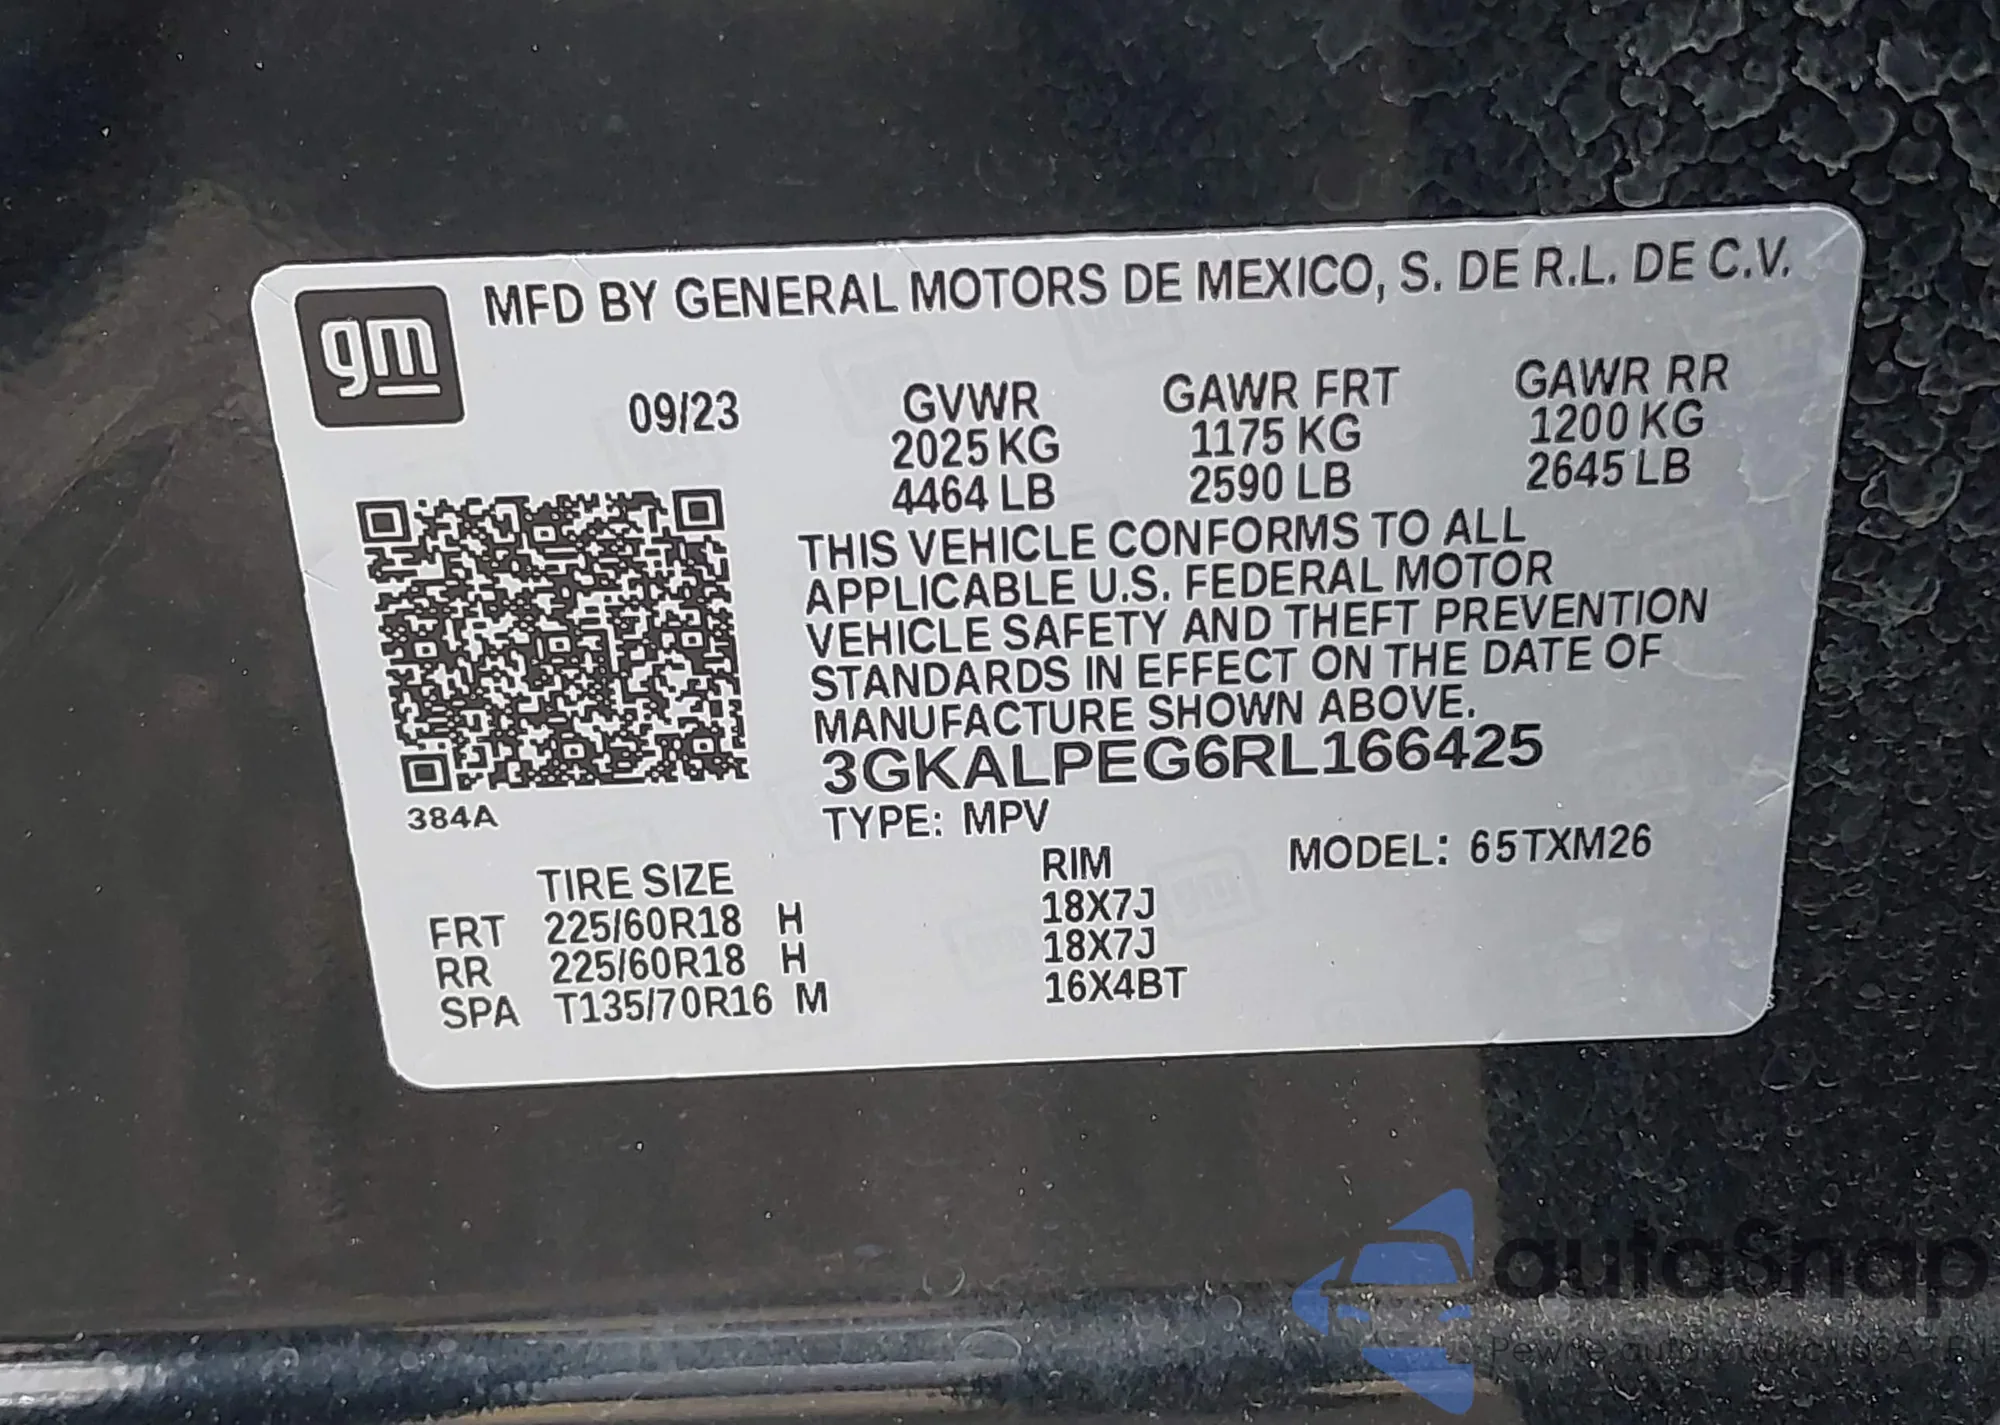 gm
MFD BY GENERAL MOTORS DE MEXICO, S. DE R.L. DE C.V.
09/23
GVWR
2025 KG
4464 LB
GAWR FRT
1175 KG
2590 LB
GAWR RR
1200 KG
2645 LB
THIS VEHICLE CONFORMS TO ALL
APPLICABLE U.S. FEDERAL MOTOR
VEHICLE SAFETY AND THEFT PREVENTION
STANDARDS IN EFFECT ON THE DATE OF
MANUFACTURE SHOWN ABOVE.
3GKALPEG6RL166425
TYPE: MPV
MODEL: 65TXM26
384A
TIRE SIZE RIM
FRT 225/60R18 H 18X7J
RR 225/60R18 H 18X7J
SPA T135/70R16 M 16X4BT
autaSnap